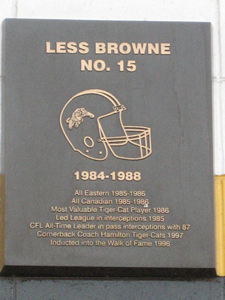 LESS BROWNE
NO. 15
1984-1988
All Eastern 1985-1986
All Canadian 1985-1986
Most Valuable Tiger-Cat Player 1986
Led League in interceptions 1985
CFL All-Time Leader in pass interceptions with 87
Cornerback Coach Hamilton Tiger-Cats 1997
Inducted into the Walk of Fame 1996